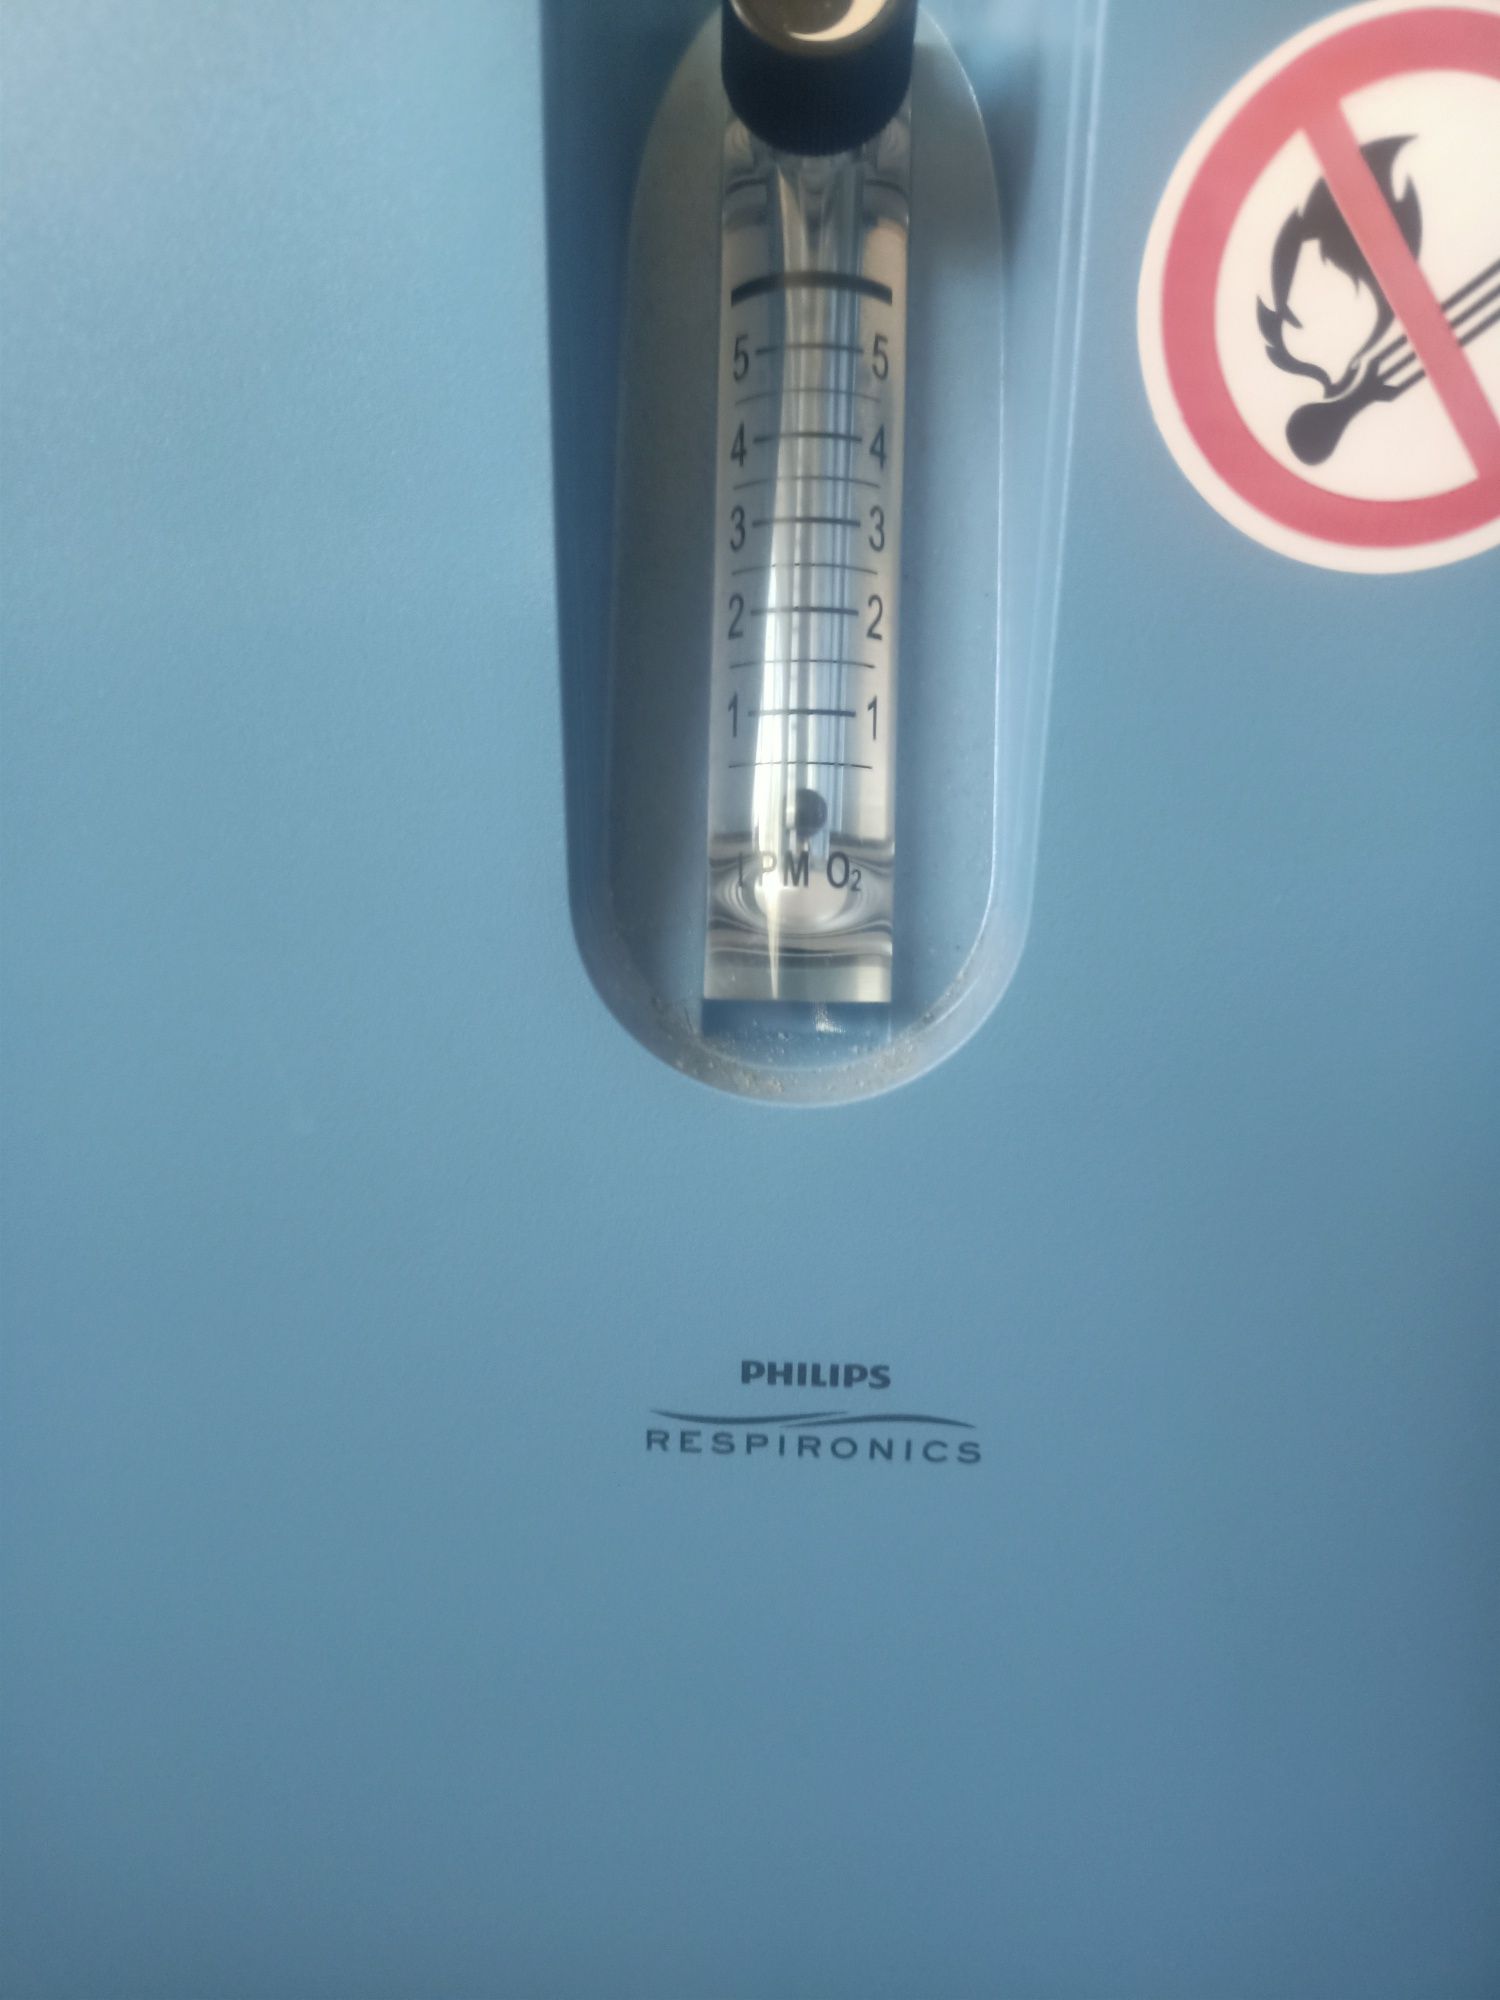 5 5
4 4
3 3
2 2
1 1
LPM O₂
PHILIPS
RESPIRONICS